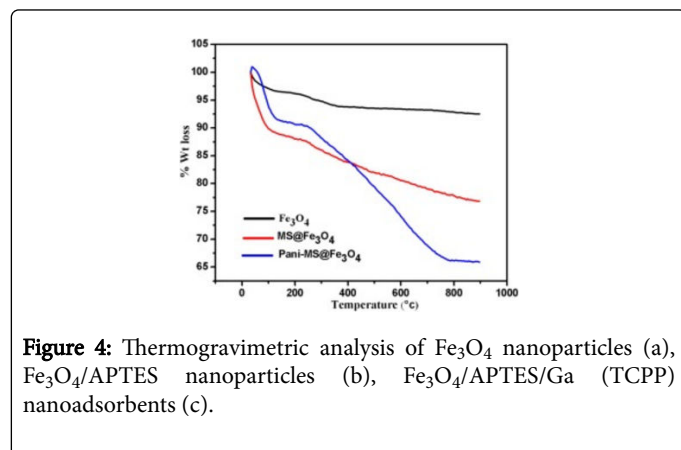 105
100
95
90
85
80
75
70
65
% Wt loss
Fe₃O₄
MS@Fe₃O₄
Pani-MS@Fe₃O₄
0 200 400 600 800 1000
Temperature (°c)
Figure 4: Thermogravimetric analysis of Fe₃O₄ nanoparticles (a),
Fe₃O₄/APTES nanoparticles (b), Fe₃O₄/APTES/Ga (TCPP)
nanoadsorbents (c).